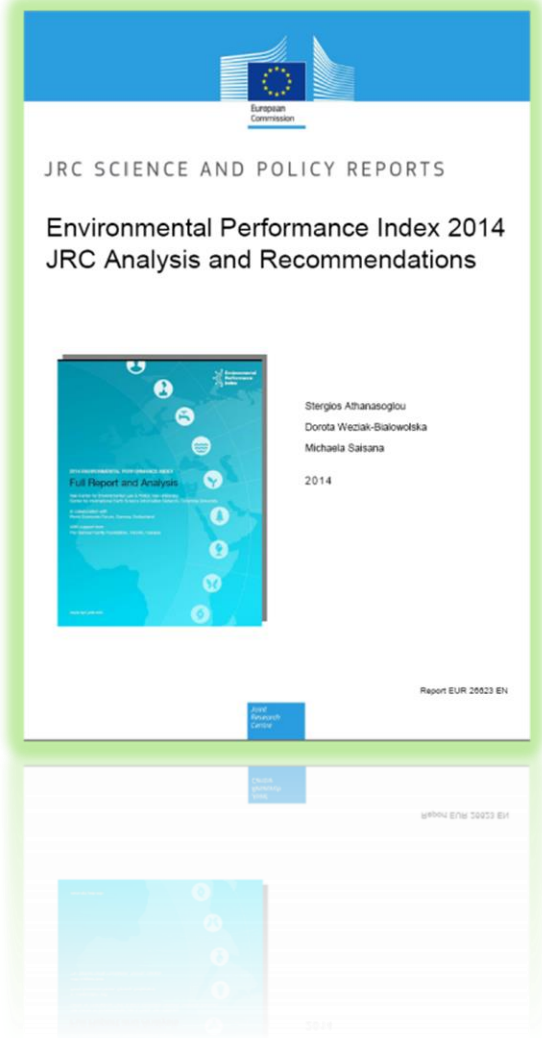 European
Commission
JRC SCIENCE AND POLICY REPORTS
Environmental Performance Index 2014
JRC Analysis and Recommendations
Environmental
Performance
Index
2014 ENVIRONMENTAL PERFORMANCE INDEX
Full Report and Analysis
Stergios Athanasoglou
Dorota Weziak-Bialowolska
Michaela Saisana
2014
Report EUR 26623 EN
Joint
Research
Centre